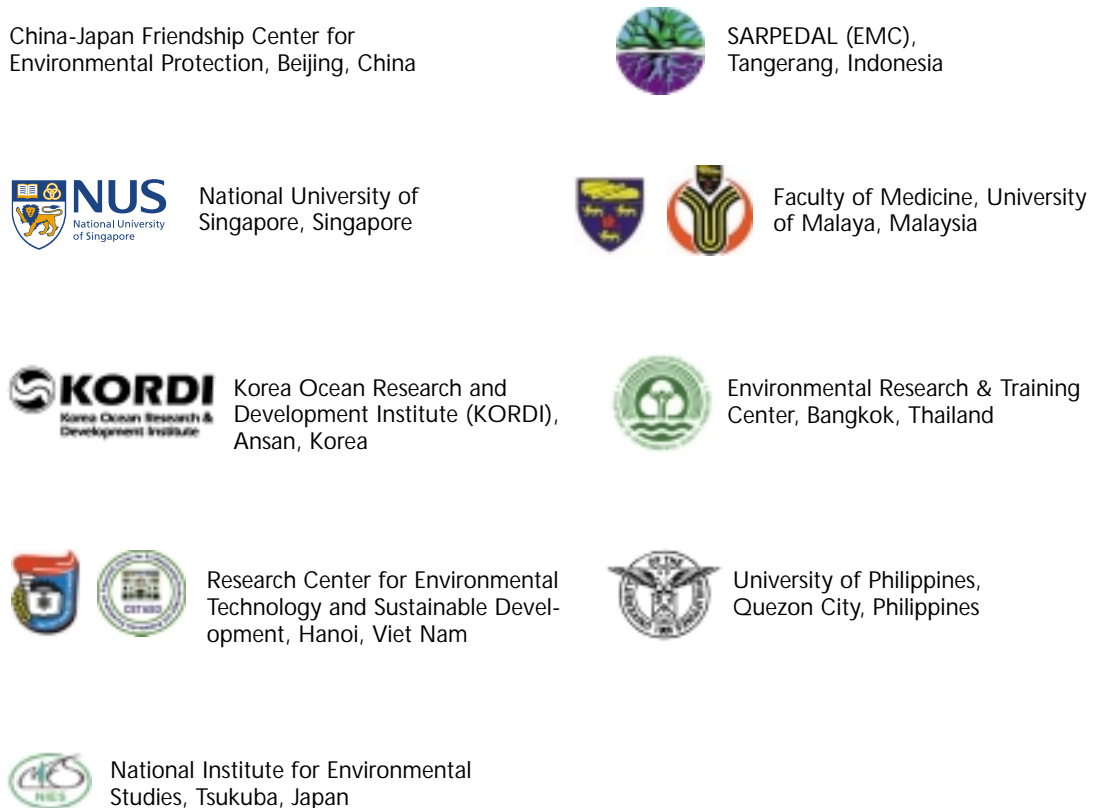 China-Japan Friendship Center for
Environmental Protection, Beijing, China
SARPEDAL (EMC),
Tangerang, Indonesia
NUS
National University
of Singapore
National University of
Singapore, Singapore
Faculty of Medicine, University
of Malaya, Malaysia
KORDI
Korea Ocean Research &
Development Institute
Korea Ocean Research and
Development Institute (KORDI),
Ansan, Korea
Environmental Research & Training
Center, Bangkok, Thailand
Research Center for Environmental
Technology and Sustainable Devel-
opment, Hanoi, Viet Nam
University of Philippines,
Quezon City, Philippines
NIES
National Institute for Environmental
Studies, Tsukuba, Japan